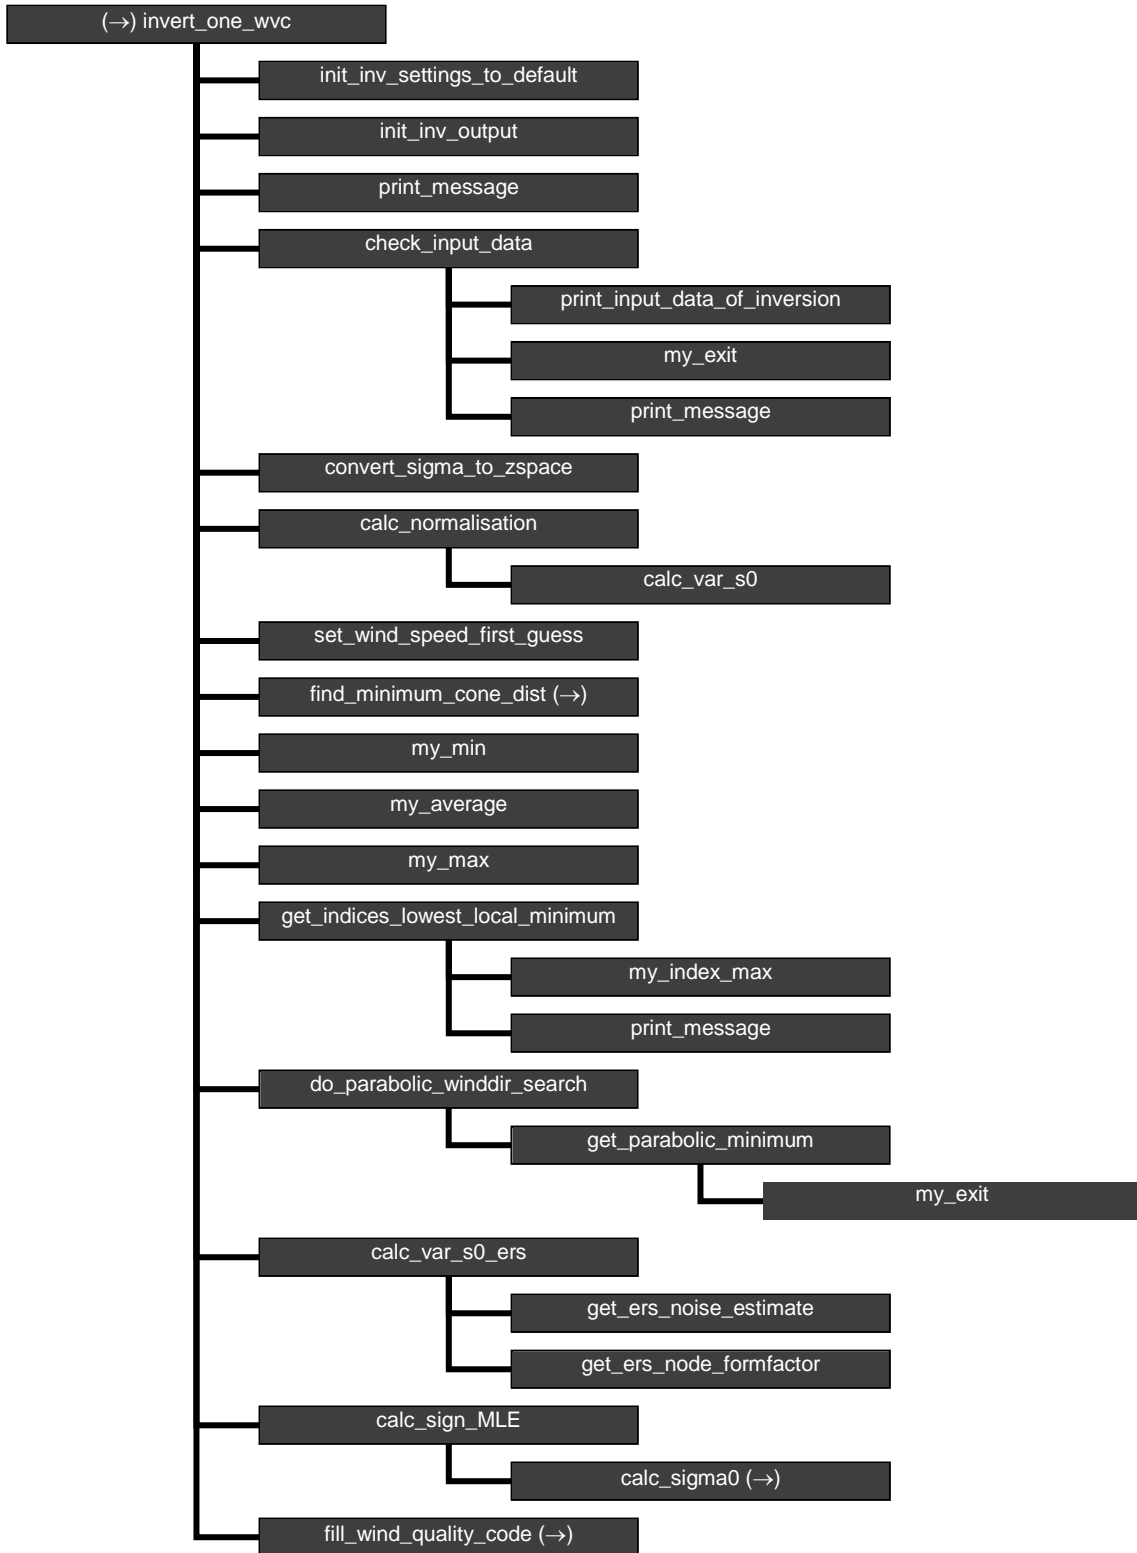 (→) invert_one_wvc
init_inv_settings_to_default
init_inv_output
print_message
check_input_data
print_input_data_of_inversion
my_exit
print_message
convert_sigma_to_zspace
calc_normalisation
calc_var_s0
set_wind_speed_first_guess
find_minimum_cone_dist (→)
my_min
my_average
my_max
get_indices_lowest_local_minimum
my_index_max
print_message
do_parabolic_winddir_search
get_parabolic_minimum
my_exit
calc_var_s0_ers
get_ers_noise_estimate
get_ers_node_formfactor
calc_sign_MLE
calc_sigma0 (→)
fill_wind_quality_code (→)